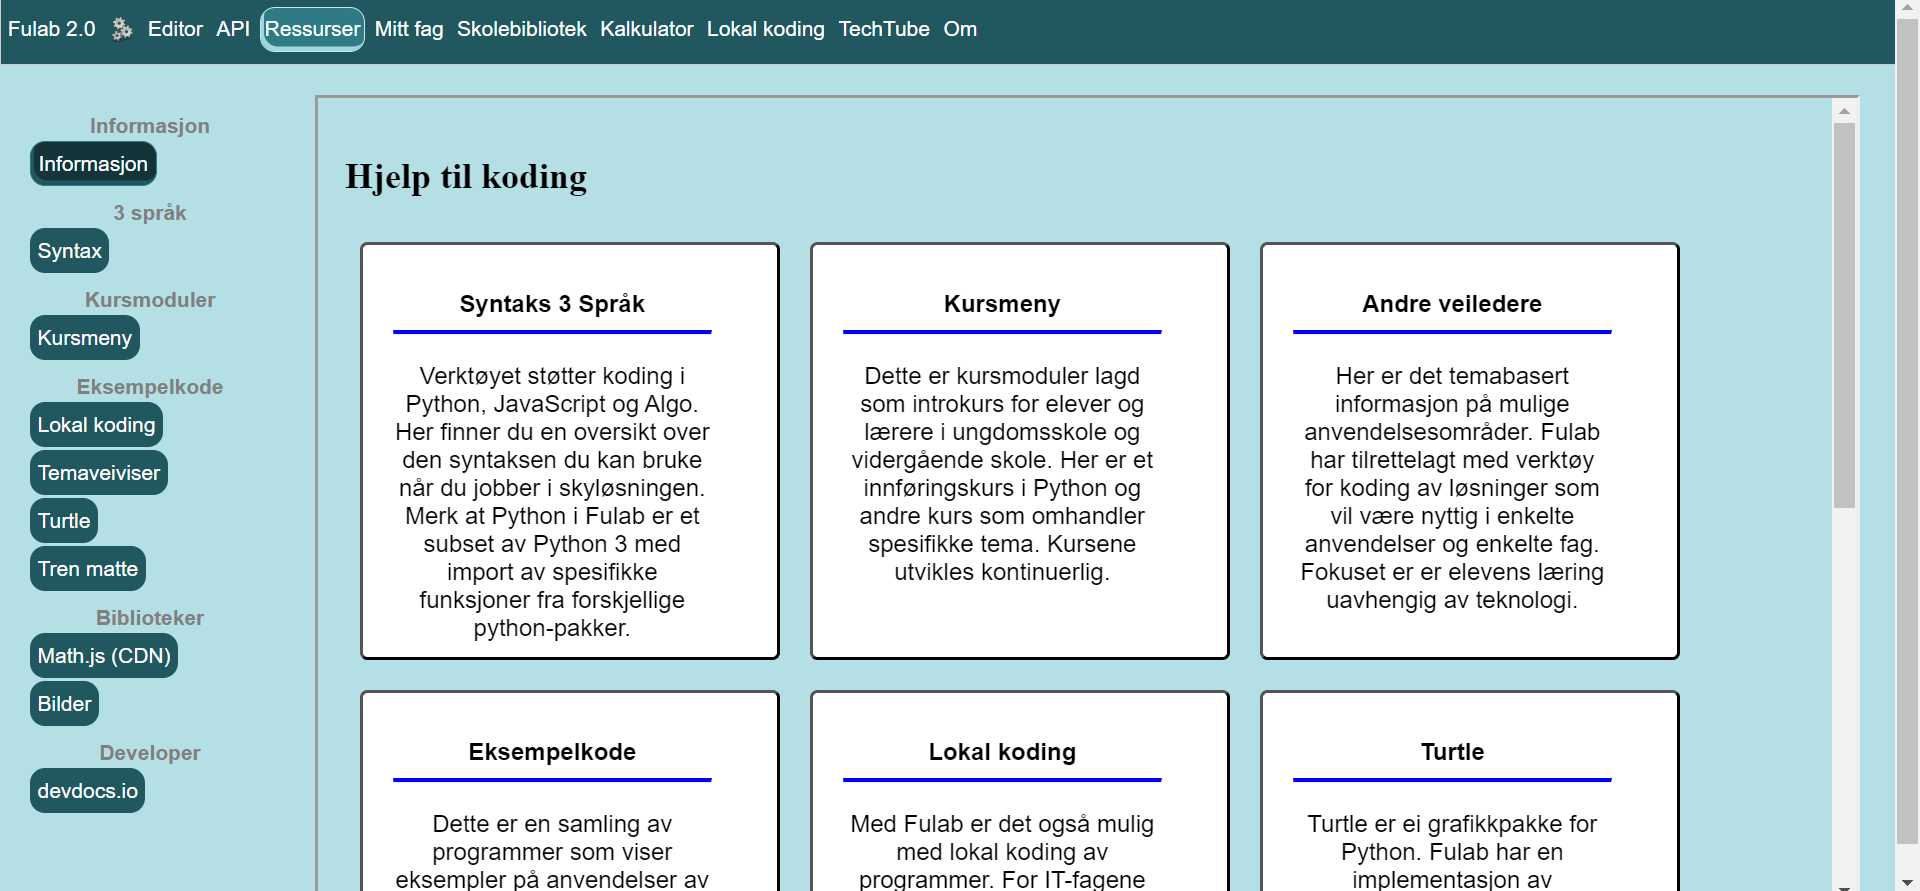 Fulab 2.0 Editor API Ressurser Mitt fag Skolebibliotek Kalkulator Lokal koding TechTube Om
Informasjon
Informasjon
3 språk
Syntax
Kursmoduler
Kursmeny
Eksempelkode
Lokal koding
Temaveiviser
Turtle
Tren matte
Biblioteker
Math.js (CDN)
Bilder
Developer
devdocs.io
Hjelp til koding
Syntaks 3 Språk
Verktøyet støtter koding i
Python, JavaScript og Algo.
Her finner du en oversikt over
den syntaksen du kan bruke
når du jobber i skyløsningen.
Merk at Python i Fulab er et
subset av Python 3 med
import av spesifikke
funksjoner fra forskjellige
python-pakker.
Kursmeny
Dette er kursmoduler lagd
som introkurs for elever og
lærere i ungdomsskole og
vidergående skole. Her er et
innføringskurs i Python og
andre kurs som omhandler
spesifikke tema. Kursene
utvikles kontinuerlig.
Andre veiledere
Her er det temabasert
informasjon på mulige
anvendelsesområder. Fulab
har tilrettelagt med verktøy
for koding av løsninger som
vil være nyttig i enkelte
anvendelser og enkelte fag.
Fokuset er er elevens læring
uavhengig av teknologi.
Eksempelkode
Dette er en samling av
programmer som viser
eksempler på anvendelser av
Lokal koding
Med Fulab er det også mulig
med lokal koding av
programmer. For IT-fagene
Turtle
Turtle er ei grafikkpakke for
Python. Fulab har en
implementasjon av